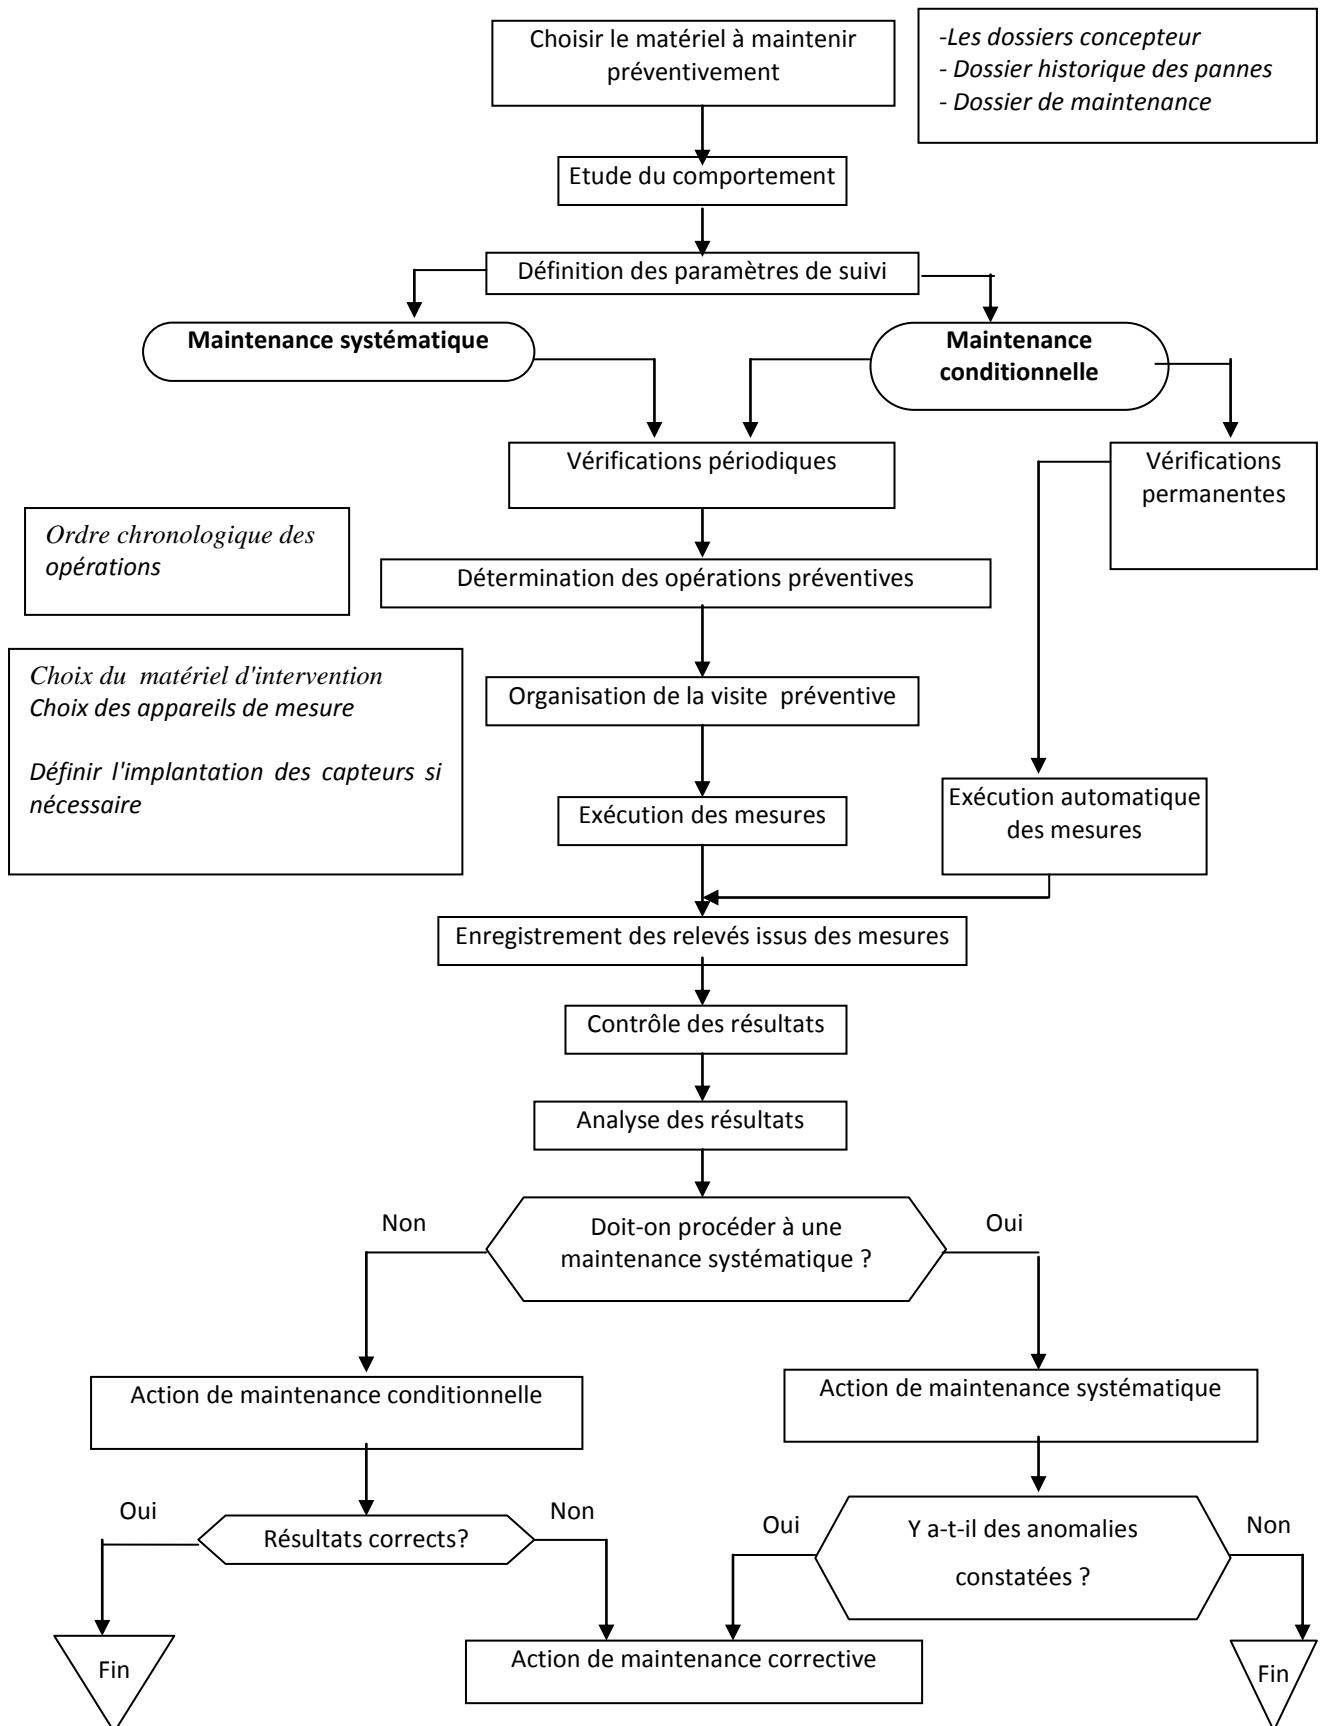 Choisir le matériel à maintenir
préventivement
-Les dossiers concepteur
- Dossier historique des pannes
- Dossier de maintenance
Etude du comportement
Définition des paramètres de suivi
Maintenance systématique
Maintenance
conditionnelle
Vérifications périodiques
Vérifications
permanentes
Ordre chronologique des
opérations
Détermination des opérations préventives
Choix du  matériel d'intervention
Choix des appareils de mesure
Définir l'implantation des capteurs si
nécessaire
Organisation de la visite  préventive
Exécution des mesures
Exécution automatique
des mesures
Enregistrement des relevés issus des mesures
Contrôle des résultats
Analyse des résultats
Non
Doit-on procéder à une
maintenance systématique ?
Oui
Action de maintenance conditionnelle
Action de maintenance systématique
Oui
Résultats corrects?
Non
Oui
Y a-t-il des anomalies
constatées ?
Non
Fin
Action de maintenance corrective
Fin